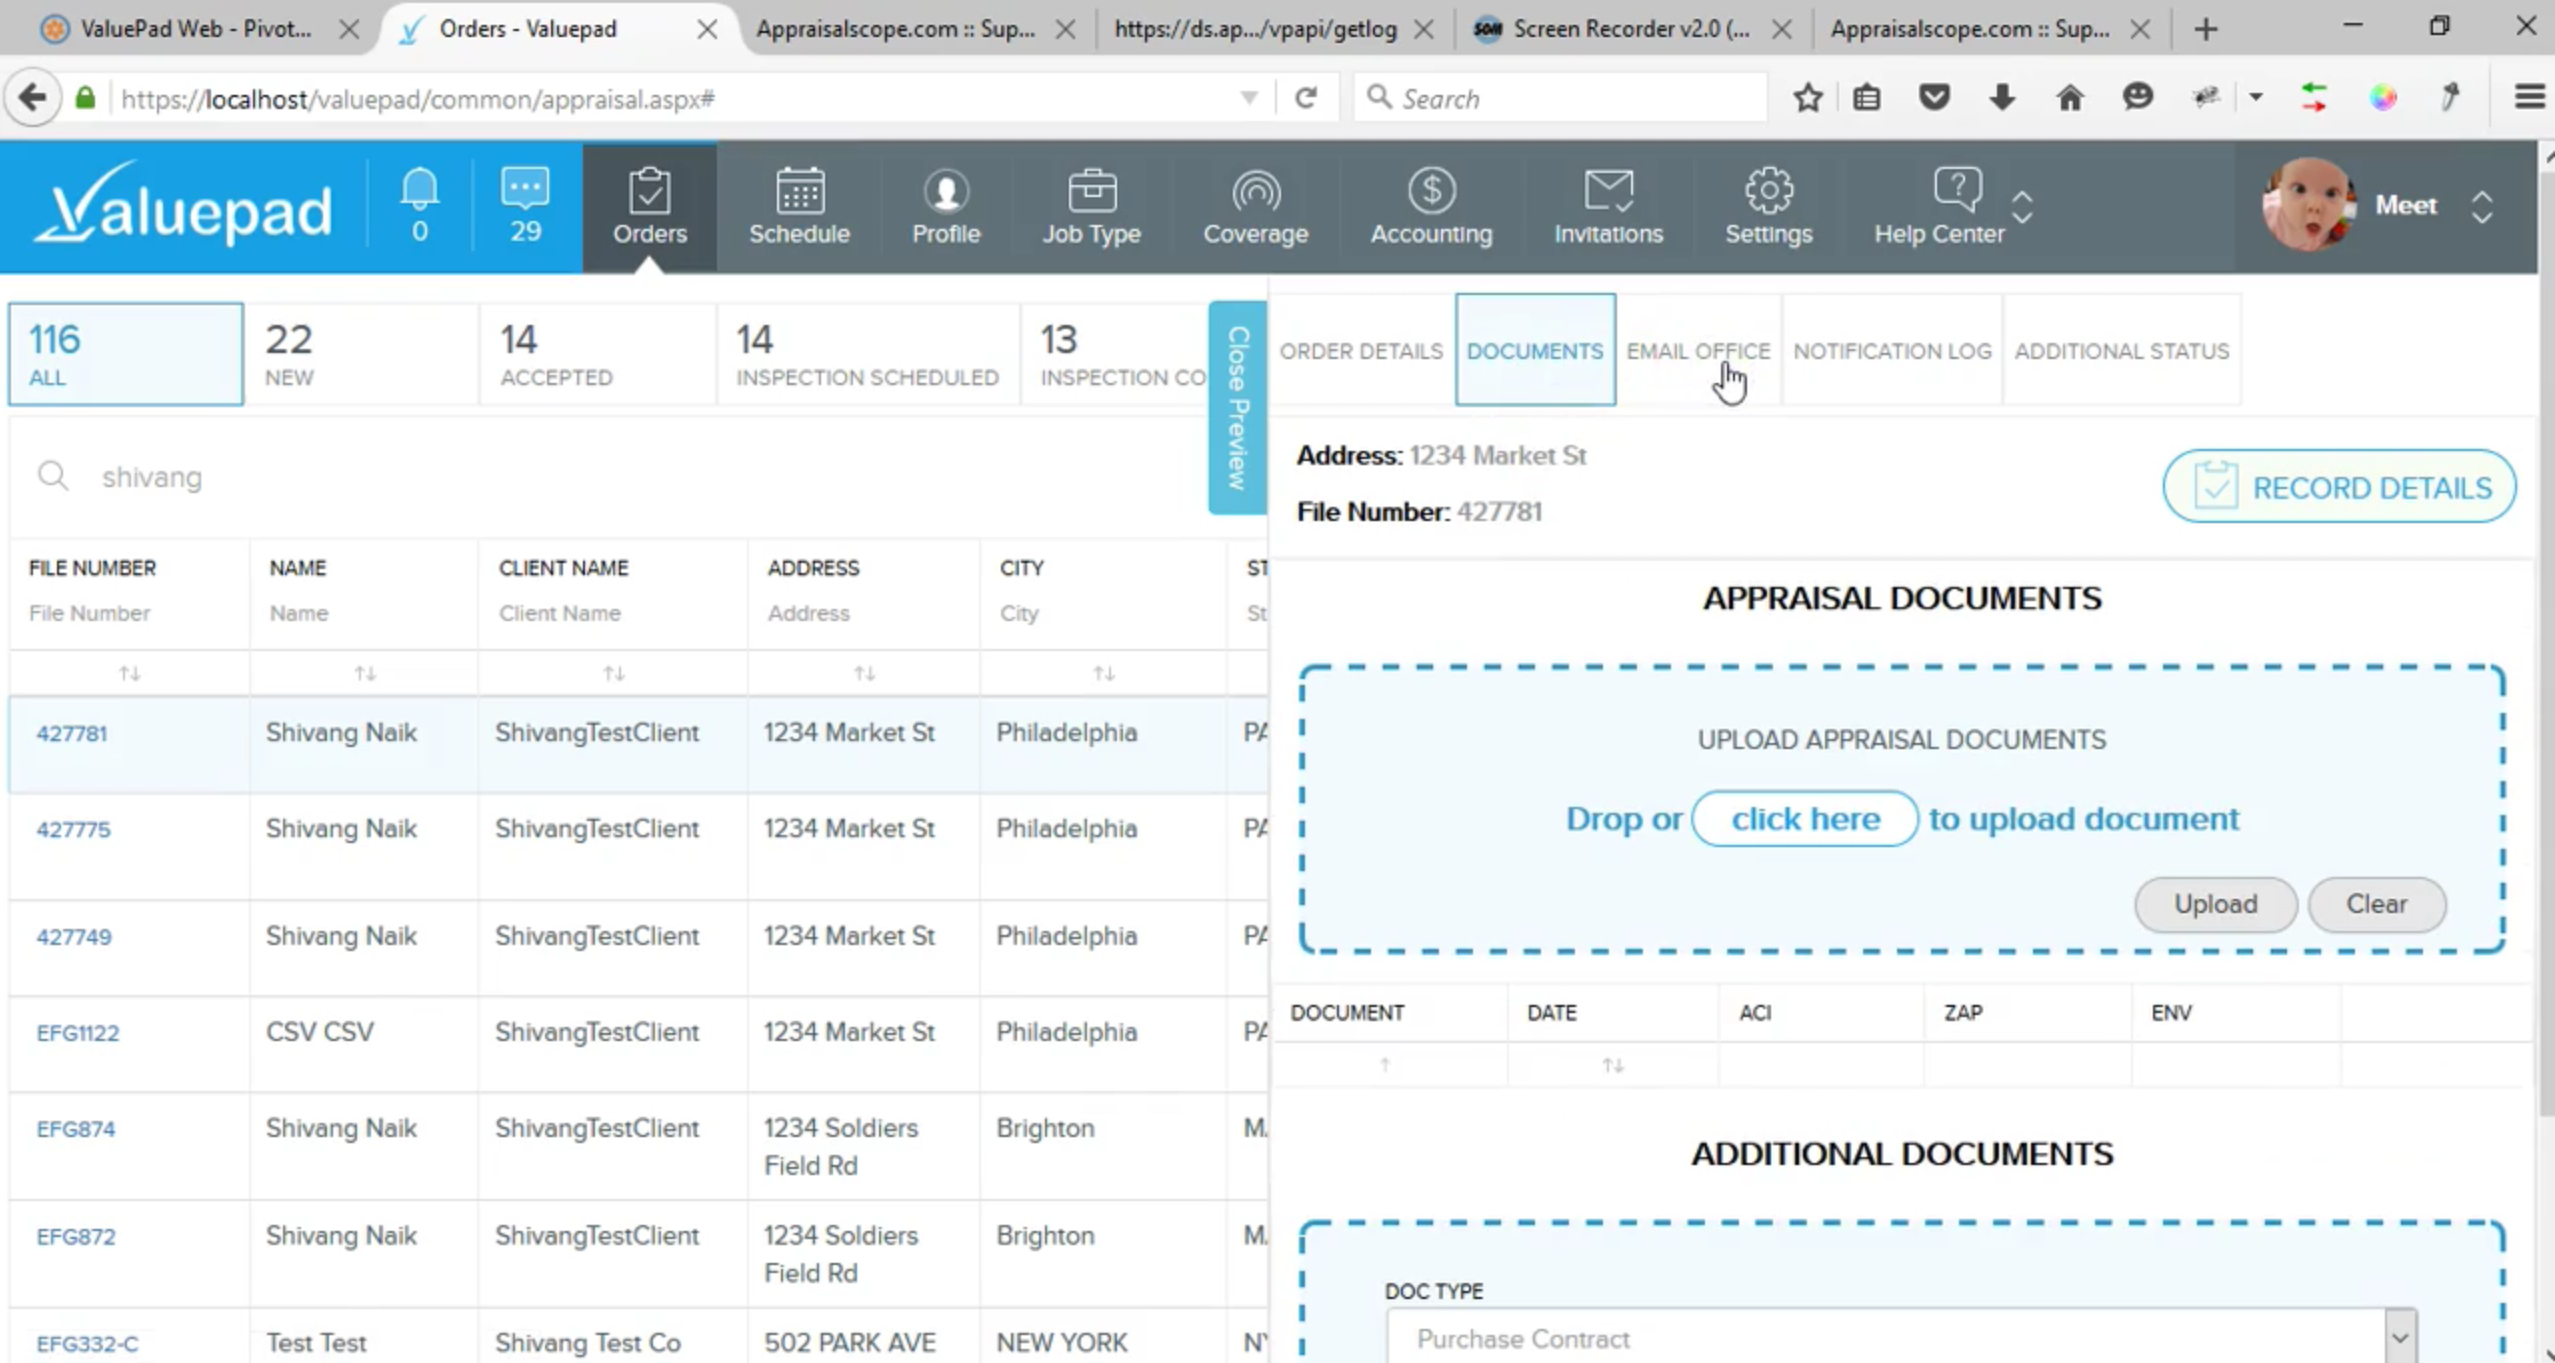 ValuePad Web - Pivot...
Orders - Valuepad
Appraisalscope.com :: Sup...
https://ds.ap.../vpapi/getlog
SOM Screen Recorder v2.0 (...
Appraisalscope.com :: Sup...
https://localhost/valuepad/common/appraisal.aspx#
Search
Valuepad
0
29
Orders
Schedule
Profile
Job Type
Coverage
Accounting
Invitations
Settings
Help Center
Meet
116
ALL
22
NEW
14
ACCEPTED
14
INSPECTION SCHEDULED
13
INSPECTION CO
Close Preview
ORDER DETAILS
DOCUMENTS
EMAIL OFFICE
NOTIFICATION LOG
ADDITIONAL STATUS
shivang
Address: 1234 Market St
File Number: 427781
RECORD DETAILS
FILE NUMBER NAME CLIENT NAME ADDRESS CITY ST
File Number Name Client Name Address City St
427781 Shivang Naik ShivangTestClient 1234 Market St Philadelphia PA
427775 Shivang Naik ShivangTestClient 1234 Market St Philadelphia PA
427749 Shivang Naik ShivangTestClient 1234 Market St Philadelphia PA
EFG1122 CSV CSV ShivangTestClient 1234 Market St Philadelphia PA
EFG874 Shivang Naik ShivangTestClient 1234 Soldiers Brighton M
Field Rd
EFG872 Shivang Naik ShivangTestClient 1234 Soldiers Brighton M
Field Rd
EFG332-C Test Test Shivang Test Co 502 PARK AVE NEW YORK NY
APPRAISAL DOCUMENTS
UPLOAD APPRAISAL DOCUMENTS
Drop or click here to upload document
Upload Clear
DOCUMENT DATE ACI ZAP ENV
ADDITIONAL DOCUMENTS
DOC TYPE
Purchase Contract